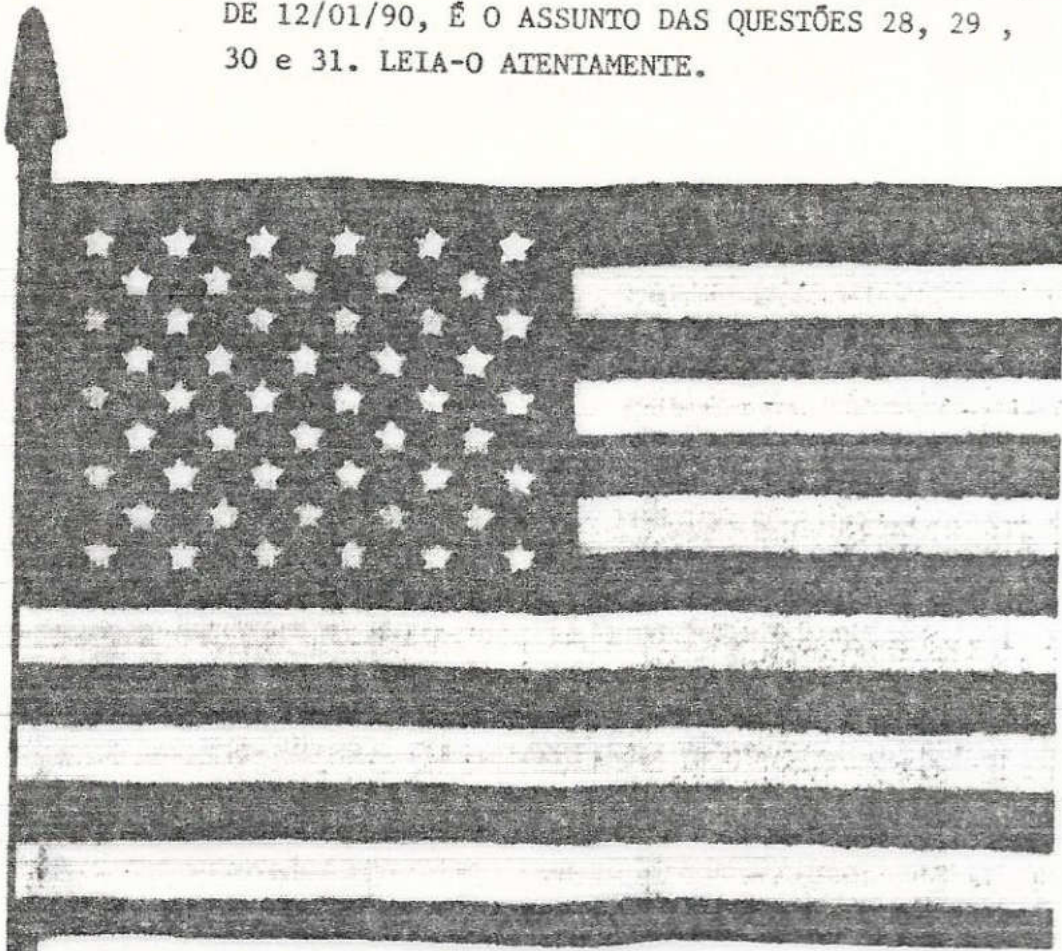 DE 12/01/90, É O ASSUNTO DAS QUESTÕES 28, 29 ,
30 e 31. LEIA-O ATENTAMENTE.